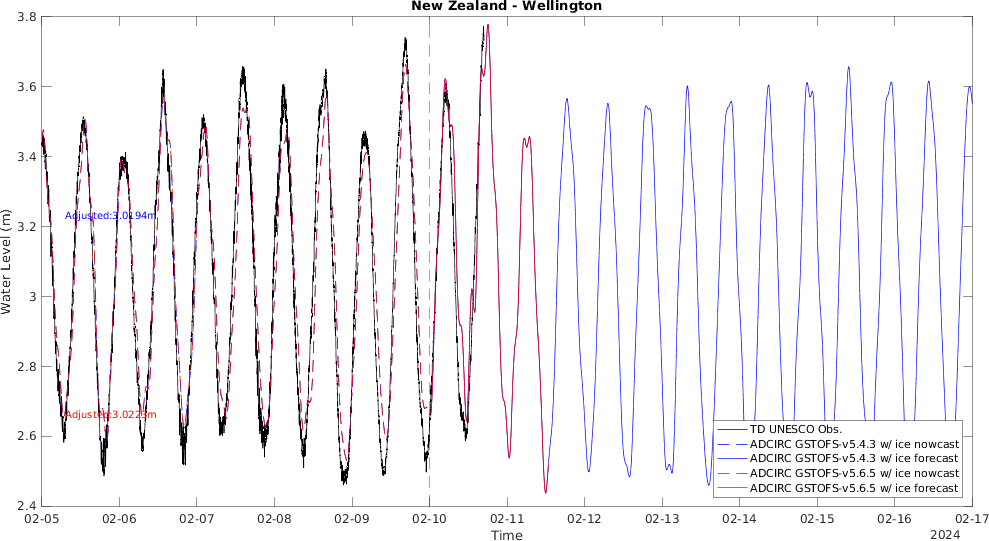 New Zealand - Wellington
3.8
3.6
3.4
3.2
3
2.8
2.6
2.4
Water Level (m)
Adjusted:3.0194m
Adjusted:3.0223m
TD UNESCO Obs.
ADCIRC GSTOFS-v5.4.3 w/ ice nowcast
ADCIRC GSTOFS-v5.4.3 w/ ice forecast
ADCIRC GSTOFS-v5.6.5 w/ ice nowcast
ADCIRC GSTOFS-v5.6.5 w/ ice forecast
02-05 02-06 02-07 02-08 02-09 02-10 02-11 02-12 02-13 02-14 02-15 02-16 02-17
Time
2024